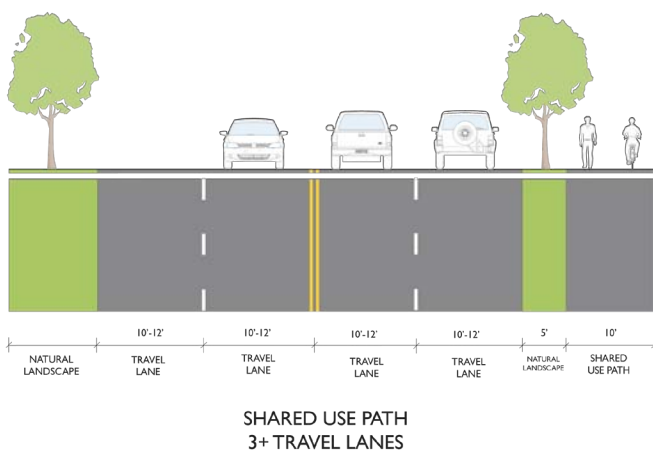 10'-12'
10'-12'
10'-12'
10'-12'
5'
10'
NATURAL
LANDSCAPE
TRAVEL
LANE
TRAVEL
LANE
TRAVEL
LANE
TRAVEL
LANE
NATURAL
LANDSCAPE
SHARED
USE PATH
SHARED USE PATH
3+ TRAVEL LANES